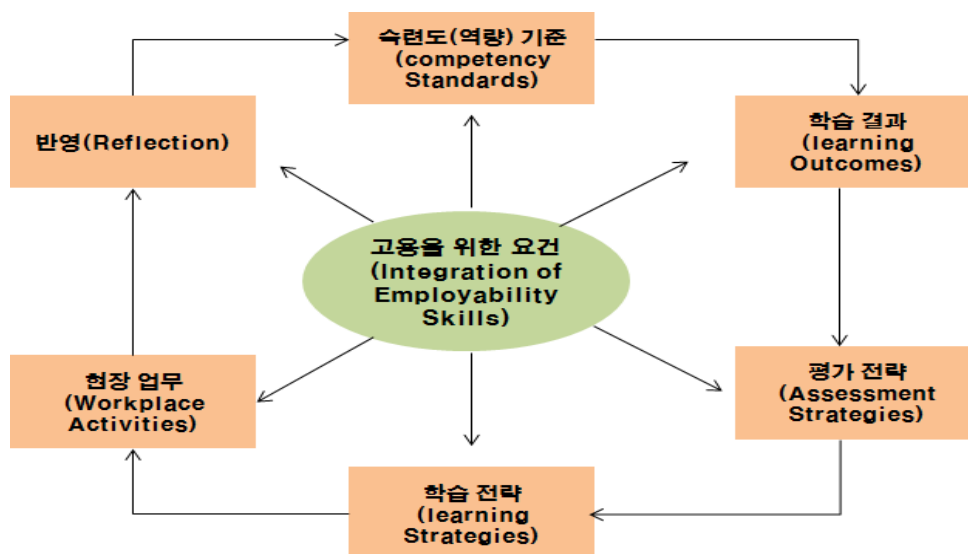 숙련도(역량) 기준
(competency
Standards)
반영(Reflection)
학습 결과
(learning
Outcomes)
고용을 위한 요건
(Integration of
Employability
Skills)
현장 업무
(Workplace
Activities)
평가 전략
(Assessment
Strategies)
학습 전략
(learning
Strategies)